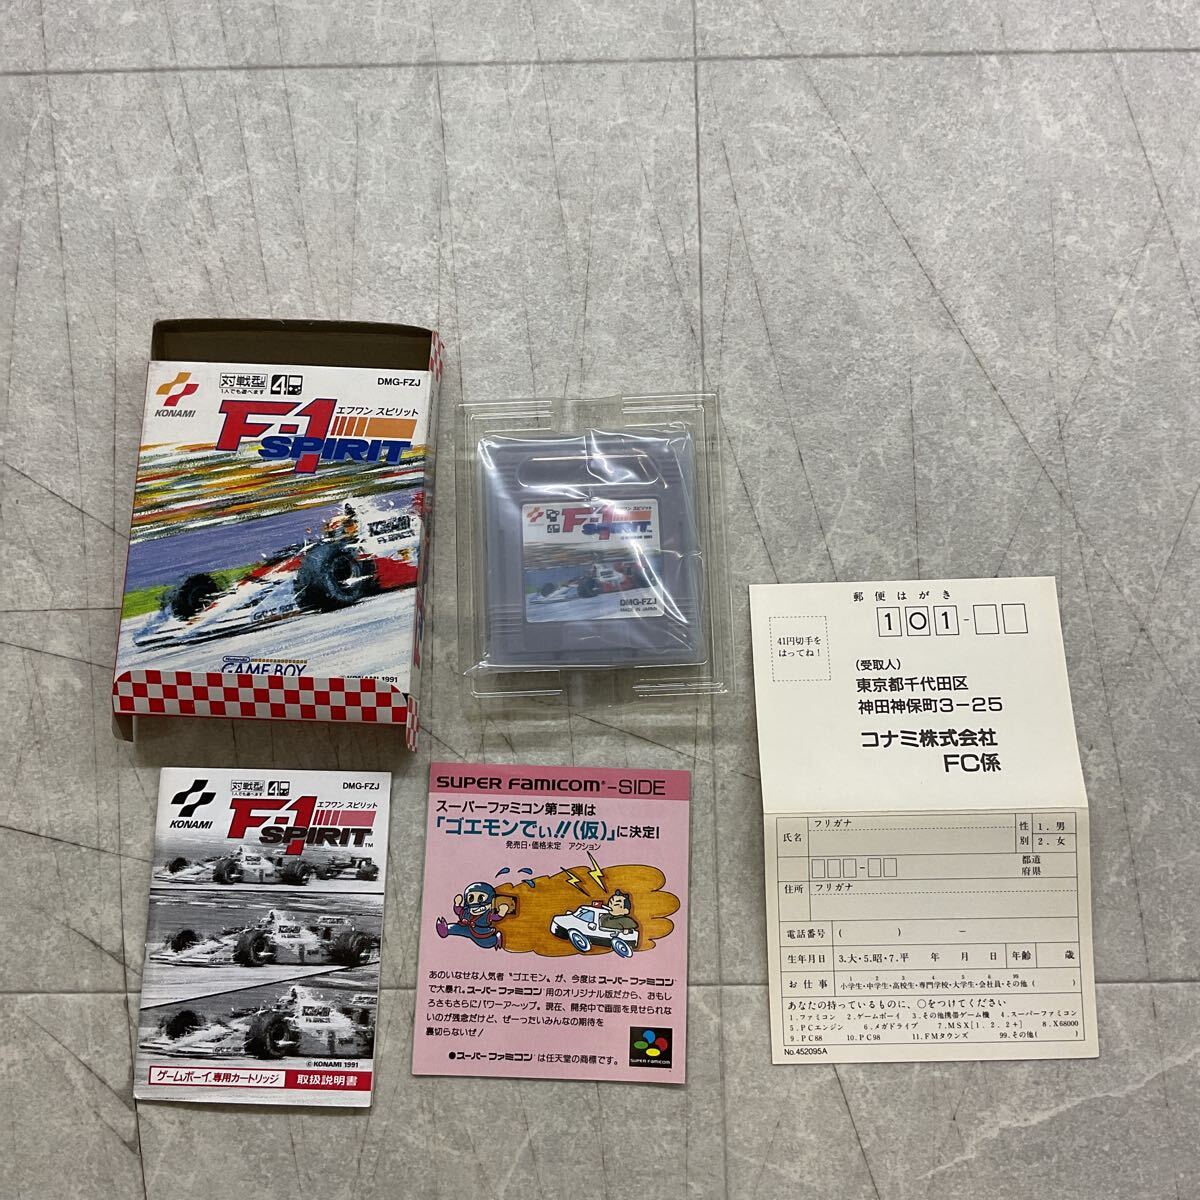 KONAMI
対戦型
1人でも遊べます
4
DMG-FZJ
エフワン スピリット
F-1
SPIRIT
Nintendo
GAME BOY
©KONAMI 1991
エフワン スピリット
F-1
SPIRIT
DMG-FZJ
MADE IN JAPAN
KONAMI
対戦型
1人でも遊べます
4
DMG-FZJ
エフワン スピリット
F-1
SPIRIT™
©KONAMI 1991
ゲームボーイ専用カートリッジ 取扱説明書
SUPER FAMICOM®-SIDE
スーパーファミコン第二弾は
「ゴエモンでぃ!!(仮)」に決定!
発売日・価格未定 アクション
あのいなせな人気者“ゴエモン”が、今度はスーパーファミコン
で大暴れ。スーパーファミコン用のオリジナル版だから、おもし
ろさもさらにパワーア〜ップ。現在、開発中で画面を見せられな
いのが残念だけど、ぜーったいみんなの期待を
裏切らないぜ!
SUPER FAMICOM
●スーパーファミコンは任天堂の商標です。
郵便はがき
101-□□
41円切手を
はってね!
(受取人)
東京都千代田区
神田神保町3-25
コナミ株式会社
FC係
フリガナ
氏名
性別
1.男
2.女
□□□-□□
都道
府県
住所
フリガナ
電話番号 ( ) -
生年月日 3.大・5.昭・7.平 年 月 日 年齢 歳
お仕事
1 2 3 4 5 6 99
小学生・中学生・高校生・専門学校・大学生・会社員・その他( )
あなたの持っているものに、○をつけてください
1.ファミコン 2.ゲームボーイ 3.その他携帯ゲーム機 4.スーパーファミコン
5.PCエンジン 6.メガドライブ 7.MSX[1.2.2+] 8.X68000
9.PC88 10.PC98 11.FMタウンズ 99.その他( )
No.452095A